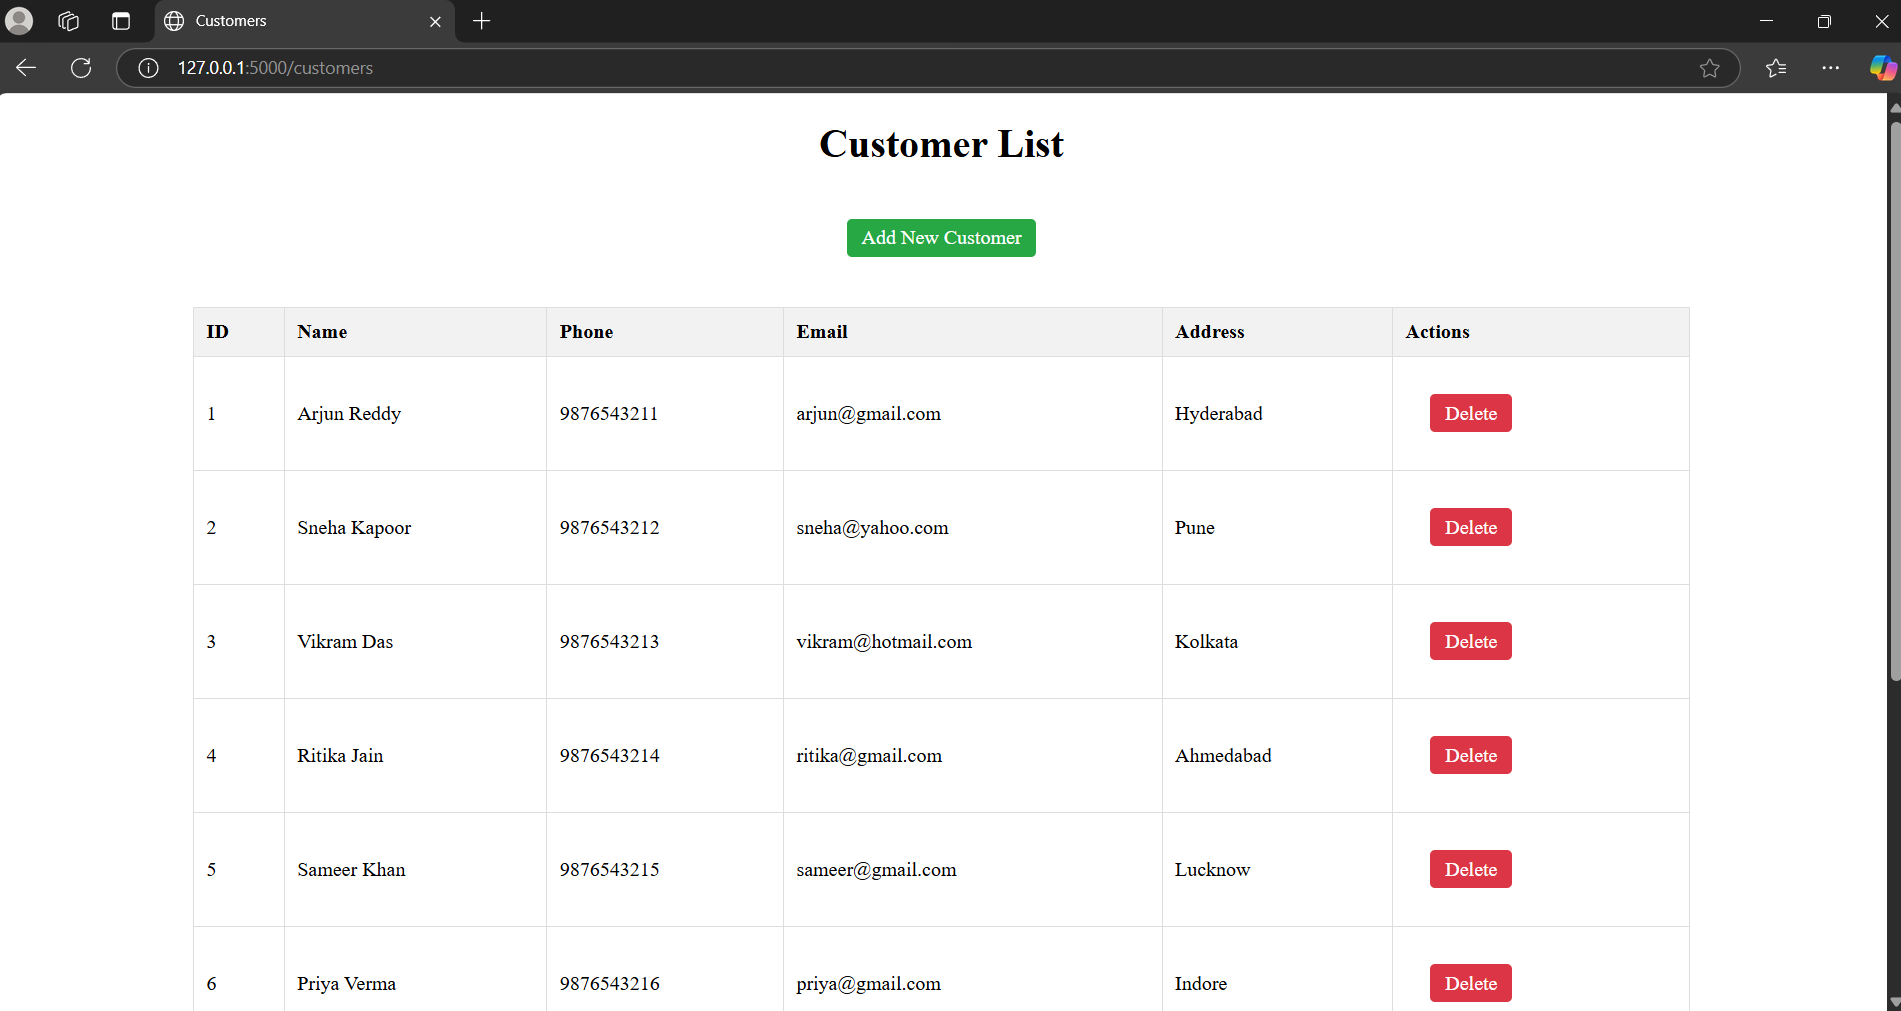 Customers
127.0.0.1:5000/customers
Customer List
Add New Customer
ID Name Phone Email Address Actions
1 Arjun Reddy 9876543211 arjun@gmail.com Hyderabad Delete
2 Sneha Kapoor 9876543212 sneha@yahoo.com Pune Delete
3 Vikram Das 9876543213 vikram@hotmail.com Kolkata Delete
4 Ritika Jain 9876543214 ritika@gmail.com Ahmedabad Delete
5 Sameer Khan 9876543215 sameer@gmail.com Lucknow Delete
6 Priya Verma 9876543216 priya@gmail.com Indore Delete